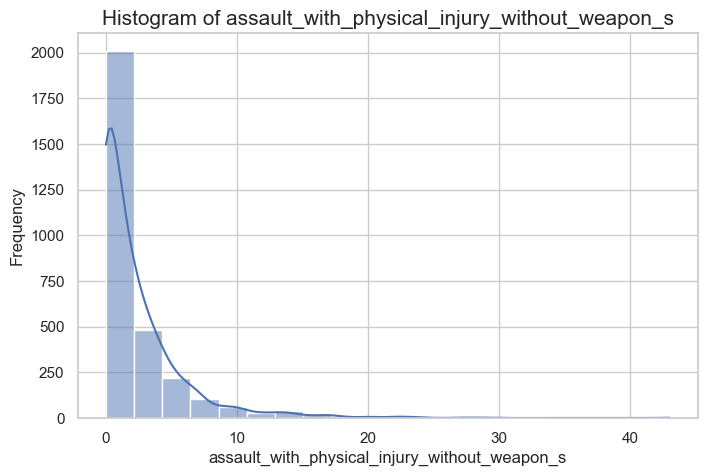 Histogram of assault_with_physical_injury_without_weapon_s
2000
1750
1500
1250
1000
750
500
250
0
Frequency
0 10 20 30 40
assault_with_physical_injury_without_weapon_s